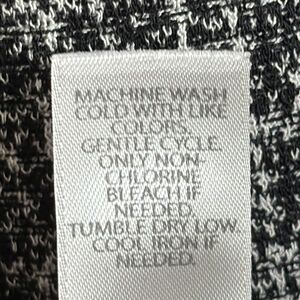 MACHINE WASH
COLD WITH LIKE
COLORS.
GENTLE CYCLE.
ONLY NON-
CHLORINE
BLEACH IF
NEEDED.
TUMBLE DRY LOW.
COOL IRON IF
NEEDED.